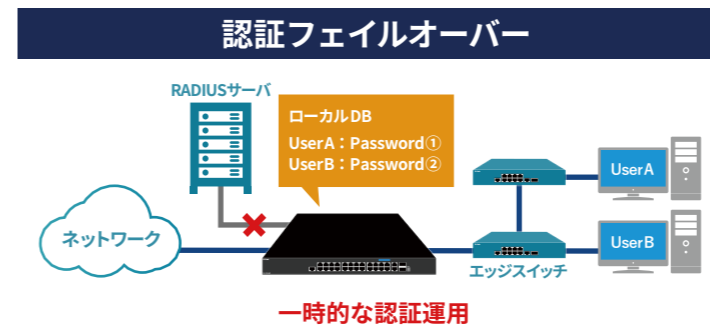 認証フェイルオーバー
RADIUSサーバ
ローカルDB
UserA：Password①
UserB：Password②
UserA
ネットワーク
UserB
エッジスイッチ
一時的な認証運用